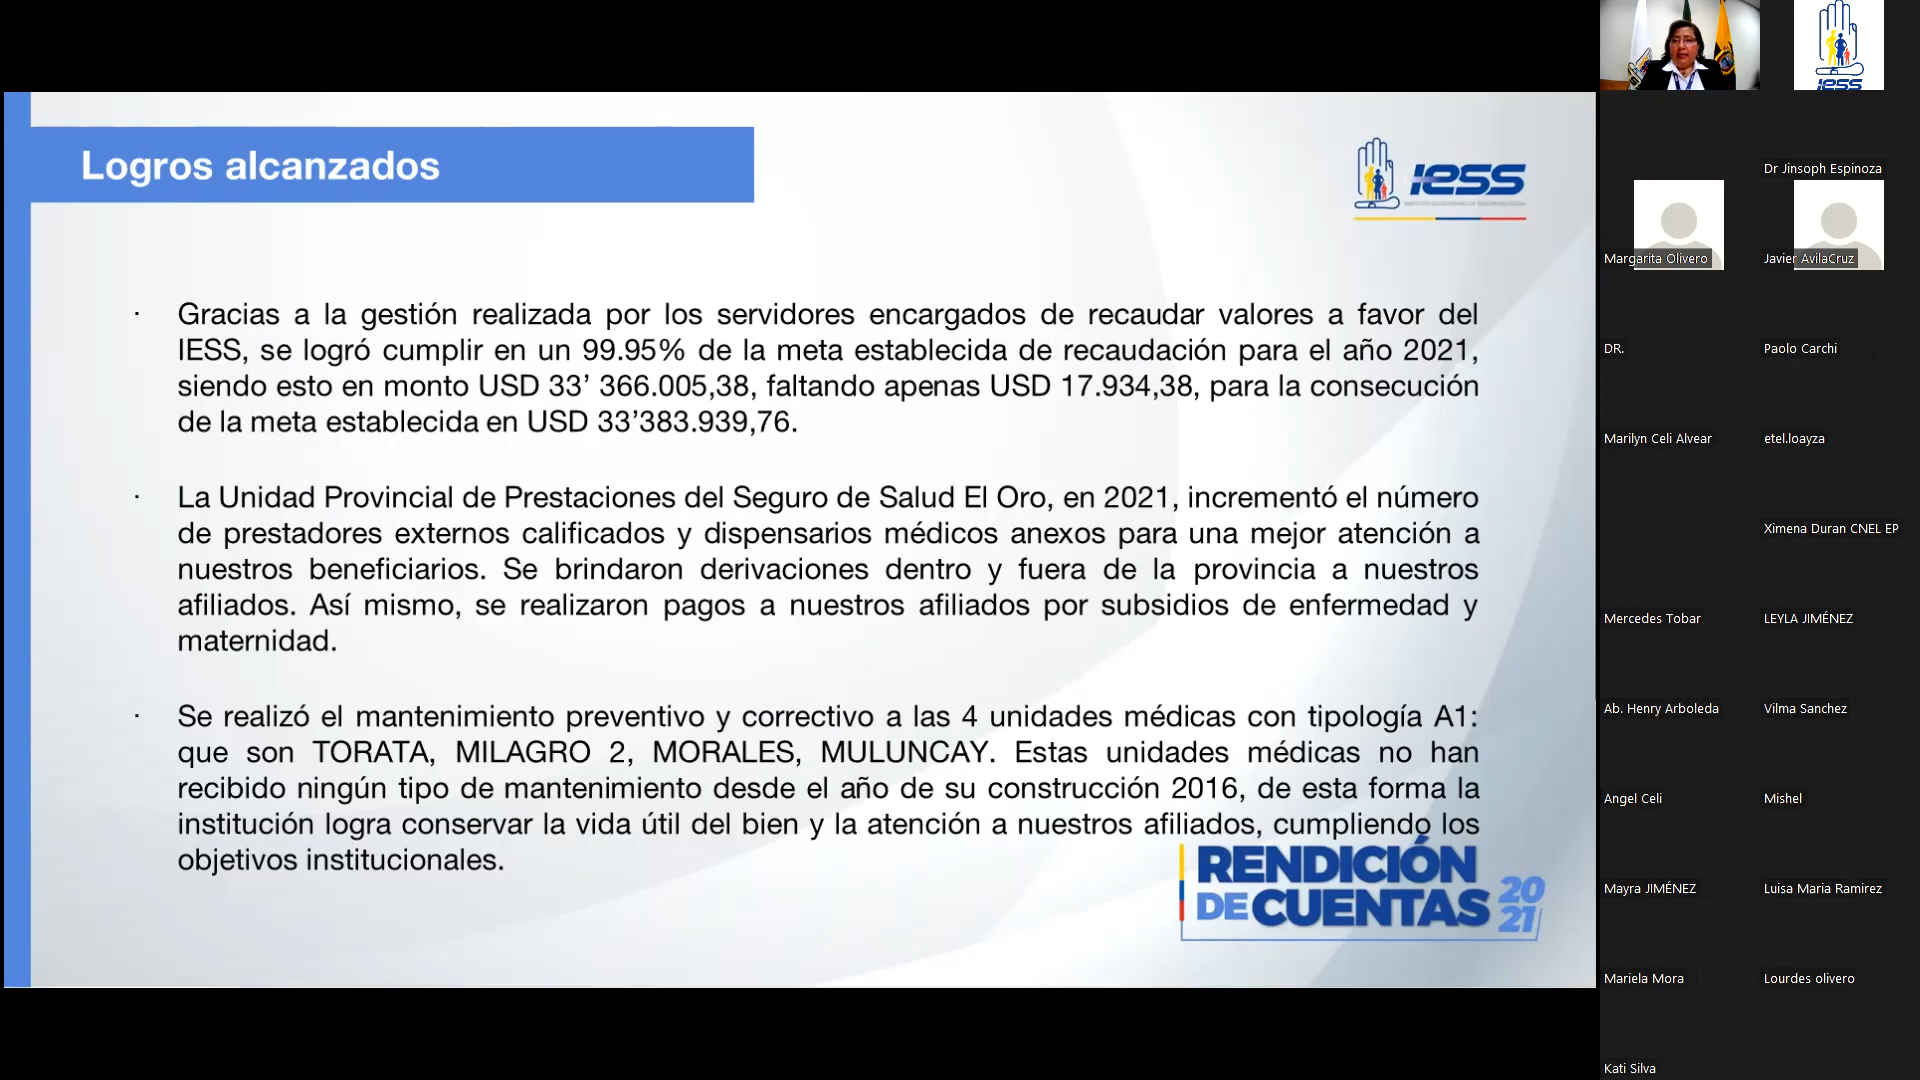 Logros alcanzados
IESS
· Gracias a la gestión realizada por los servidores encargados de recaudar valores a favor del
IESS, se logró cumplir en un 99.95% de la meta establecida de recaudación para el año 2021,
siendo esto en monto USD 33’ 366.005,38, faltando apenas USD 17.934,38, para la consecución
de la meta establecida en USD 33’383.939,76.
· La Unidad Provincial de Prestaciones del Seguro de Salud El Oro, en 2021, incrementó el número
de prestadores externos calificados y dispensarios médicos anexos para una mejor atención a
nuestros beneficiarios. Se brindaron derivaciones dentro y fuera de la provincia a nuestros
afiliados. Así mismo, se realizaron pagos a nuestros afiliados por subsidios de enfermedad y
maternidad.
· Se realizó el mantenimiento preventivo y correctivo a las 4 unidades médicas con tipología A1:
que son TORATA, MILAGRO 2, MORALES, MULUNCAY. Estas unidades médicas no han
recibido ningún tipo de mantenimiento desde el año de su construcción 2016, de esta forma la
institución logra conservar la vida útil del bien y la atención a nuestros afiliados, cumpliendo los
objetivos institucionales.
RENDICIÓN
DE CUENTAS 2021
IESS
Dr Jinsoph Espinoza
Margarita Olivero
Javier AvilaCruz
DR.
Paolo Carchi
Marilyn Celi Alvear
etel.loayza
Ximena Duran CNEL EP
Mercedes Tobar
LEYLA JIMÉNEZ
Ab. Henry Arboleda
Vilma Sanchez
Angel Celi
Mishel
Mayra JIMÉNEZ
Luisa Maria Ramirez
Mariela Mora
Lourdes olivero
Kati Silva